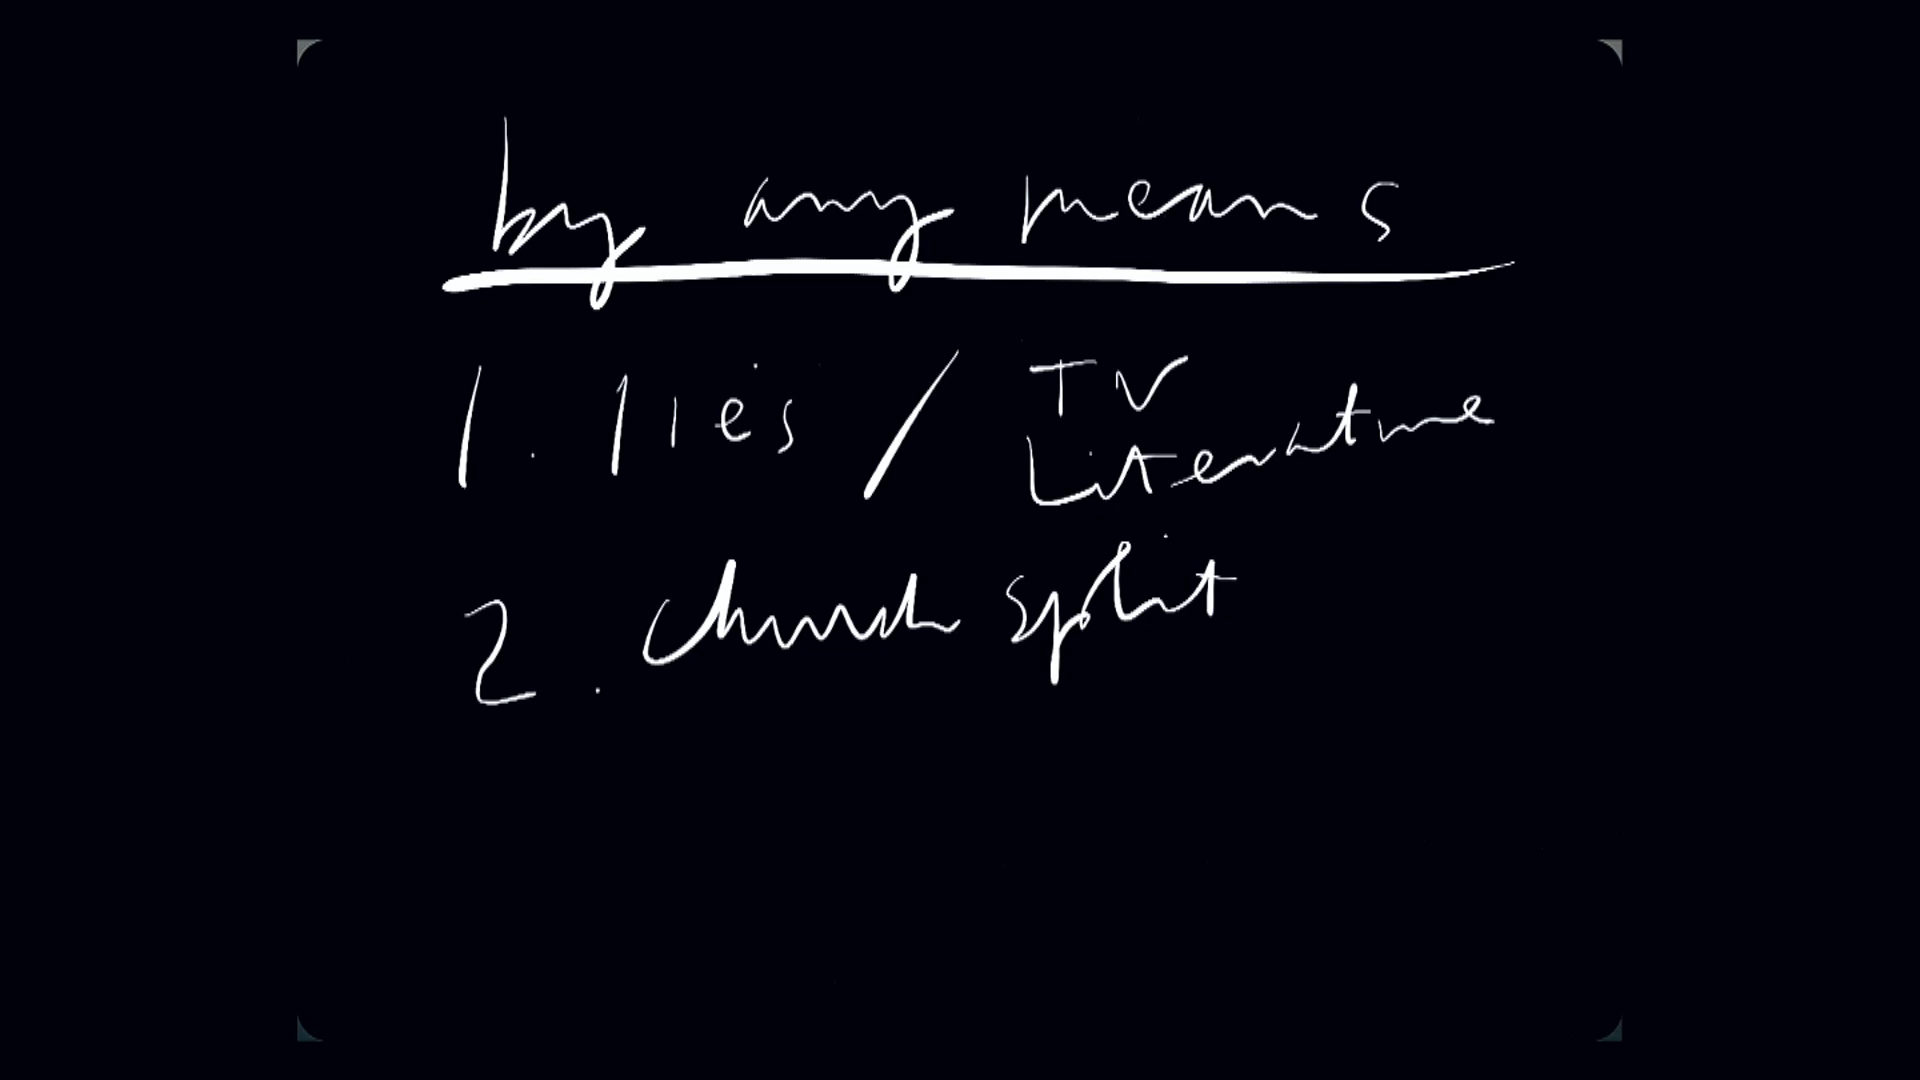 by any means
1. lies / TV
Literature
2. church split